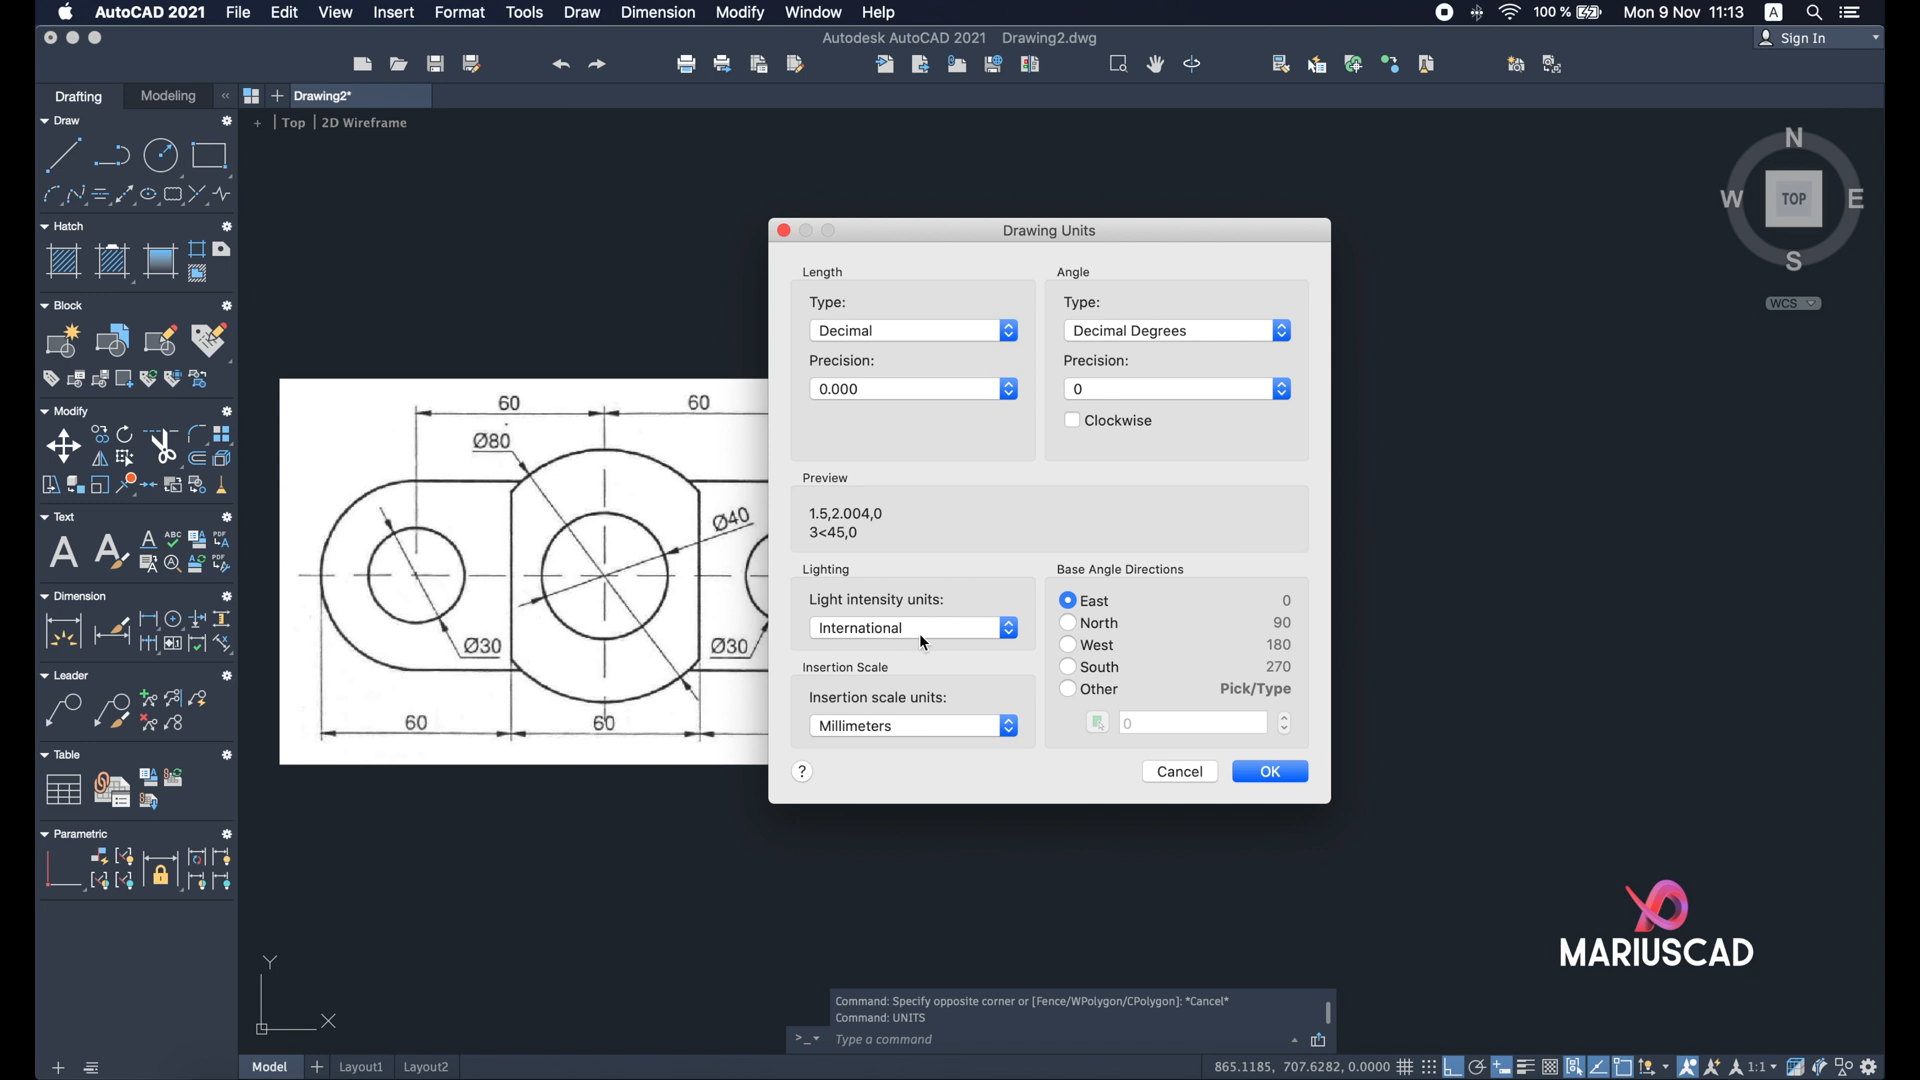 AutoCAD 2021 File Edit View Insert Format Tools Draw Dimension Modify Window Help
100 % Mon 9 Nov 11:13 A
Autodesk AutoCAD 2021 Drawing2.dwg
Sign In
Drafting Modeling « Drawing2*
Draw
+ Top 2D Wireframe
Hatch
Block
Modify
Text
Dimension
Leader
Table
Parametric
N
W TOP E
S
WCS
60 60
Ø80
Ø40
Ø30 Ø30
60 60
Drawing Units
Length
Type:
Decimal
Precision:
0.000
Angle
Type:
Decimal Degrees
Precision:
0
Clockwise
Preview
1.5,2.004,0
3<45,0
Lighting
Light intensity units:
International
Insertion Scale
Insertion scale units:
Millimeters
Base Angle Directions
East 0
North 90
West 180
South 270
Other Pick/Type
0
? Cancel OK
MARIUSCAD
Y
X
Command: Specify opposite corner or [Fence/WPolygon/CPolygon]: *Cancel*
Command: UNITS
>_ Type a command
Model + Layout1 Layout2
865.1185, 707.6282, 0.0000 1:1